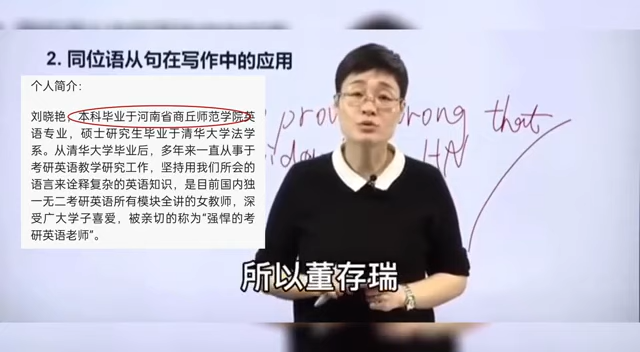 2. 同位语从句在写作中的应用
个人简介:
刘晓艳，本科毕业于河南省商丘师范学院英
语专业，硕士研究生毕业于清华大学法学
系。从清华大学毕业后，多年来一直从事于
考研英语教学研究工作，坚持用我们所会的
语言来诠释复杂的英语知识，是目前国内独
一无二考研英语所有模块全讲的女教师，深
受广大学子喜爱，被亲切的称为“强悍的考
研英语老师”。
that
所以董存瑞